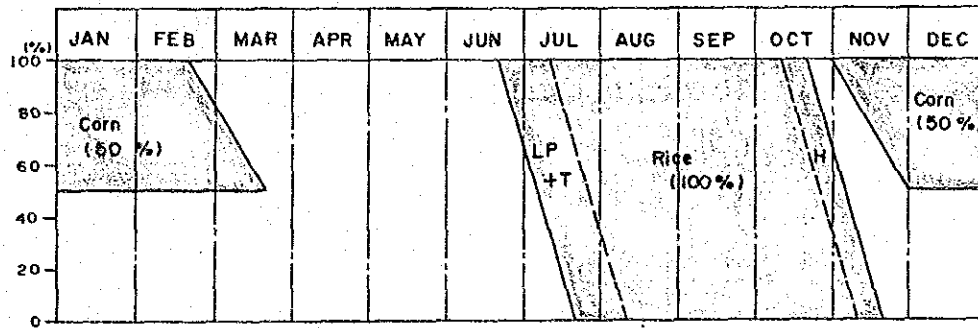 (%) JAN FEB MAR APR MAY JUN JUL AUG SEP OCT NOV DEC
100
80
60
40
20
0
Corn
(50 %)
LP
+T
Rice
(100%)
H
Corn
(50 %